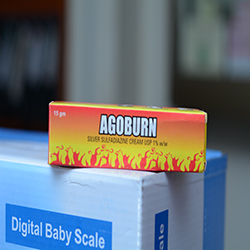 15 gm
AGOBURN
SILVER SULFADIAZINE CREAM USP 1% w/w
Digital Baby Scale